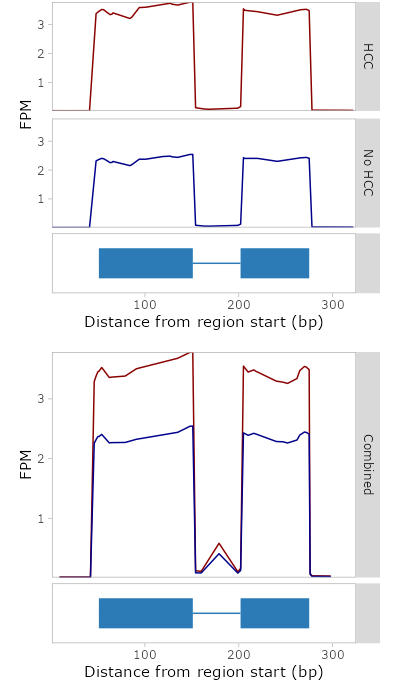 3
2
1
HCC
FPM
3
2
1
No HCC
100
200
300
Distance from region start (bp)
3
2
1
FPM
Combined
100
200
300
Distance from region start (bp)